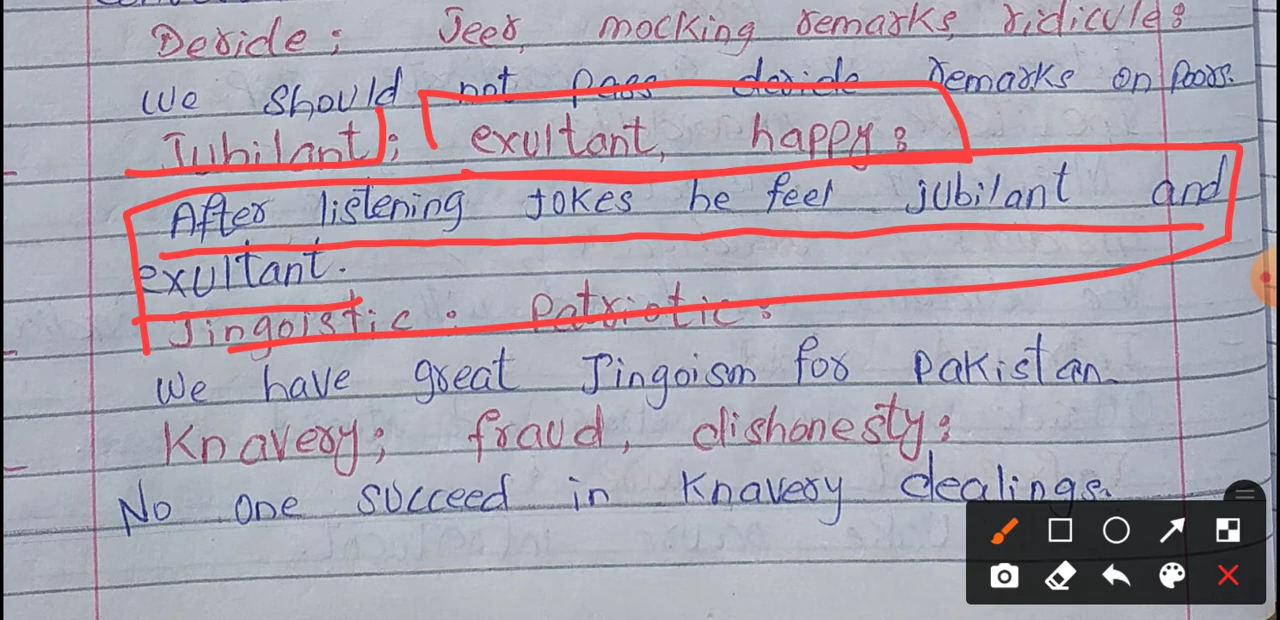 Deride: Jeer, mocking remarks, ridicule:
We should not pass deride remarks on poors.
Jubilant: exultant, happy:
After listening jokes he feel jubilant and
exultant.
Jingoistic: Patriotic:
We have great Jingoism for Pakistan.
Knavery; fraud, dishonesty:
No one succeed in Knavery dealings.